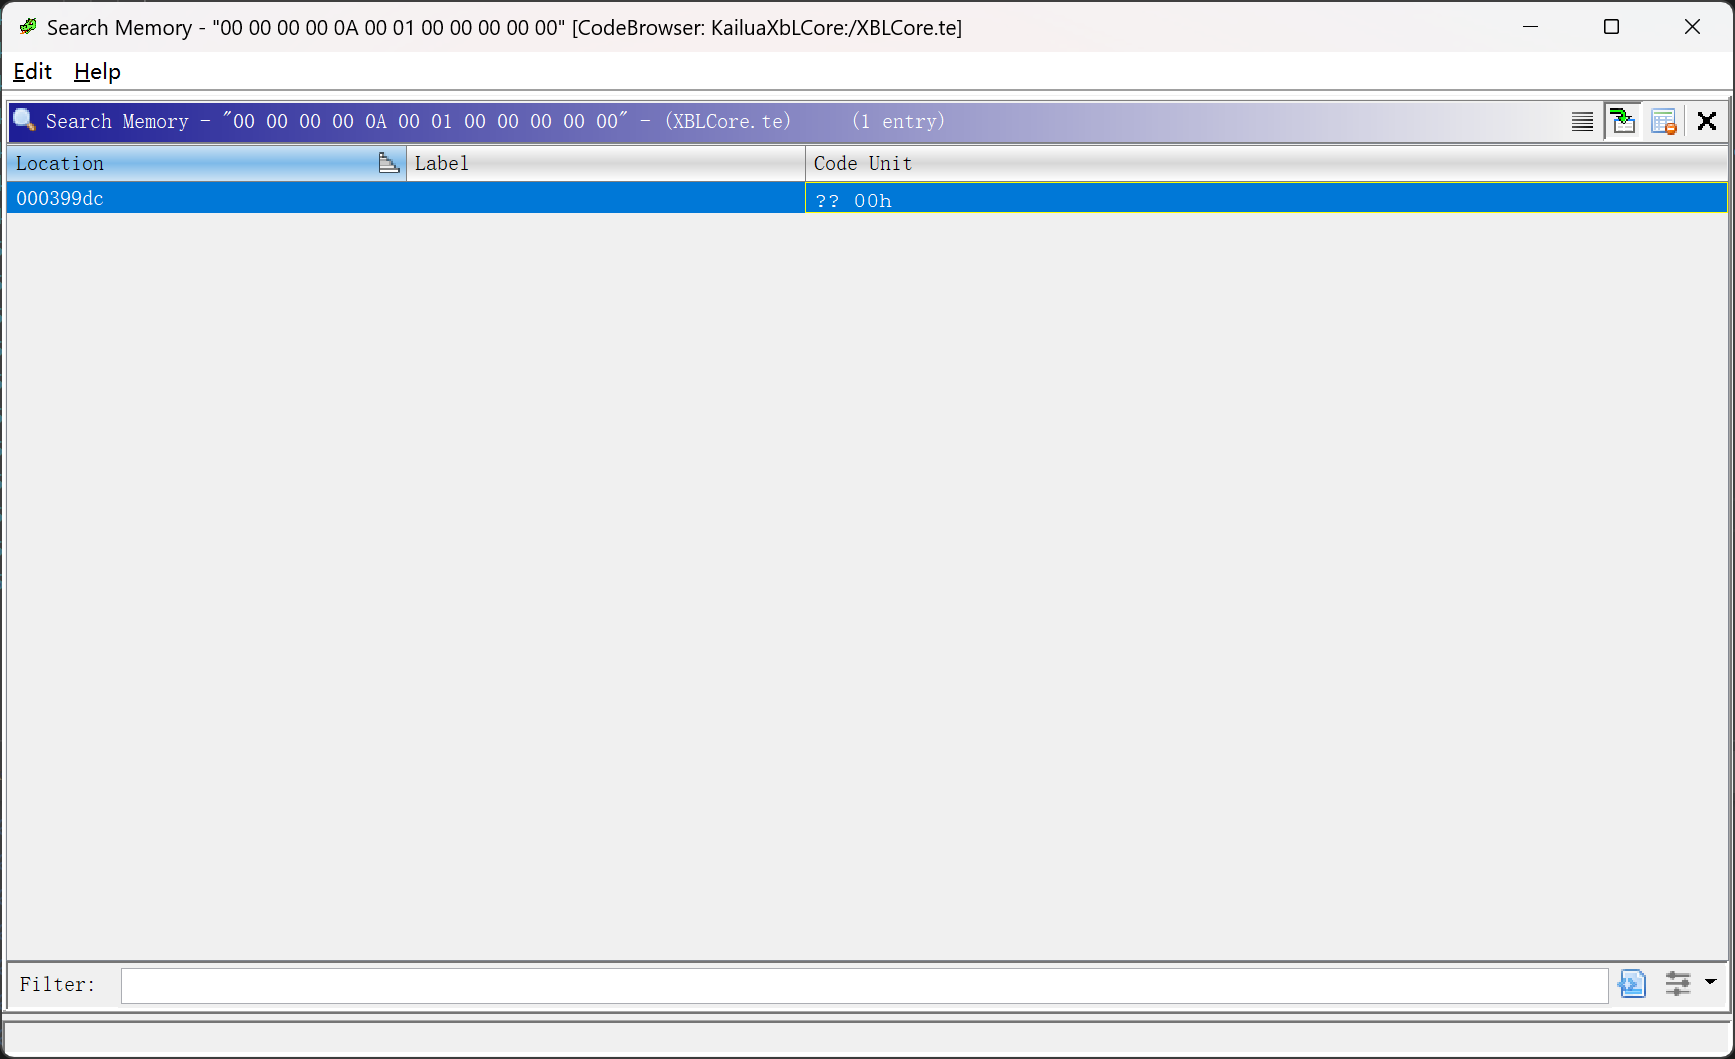 Search Memory - "00 00 00 00 0A 00 01 00 00 00 00 00" [CodeBrowser: KailuaXbLCore:/XBLCore.te]
Edit Help
Search Memory - "00 00 00 00 0A 00 01 00 00 00 00 00" - (XBLCore.te) (1 entry)
Location Label Code Unit
000399dc ?? 00h
Filter: